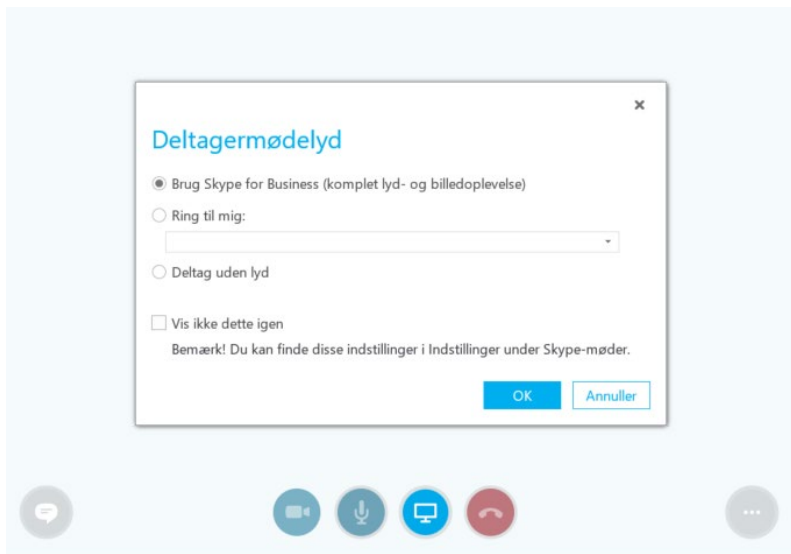 Deltagermødelyd
Brug Skype for Business (komplet lyd- og billedoplevelse)
Ring til mig:
Deltag uden lyd
Vis ikke dette igen
Bemærk! Du kan finde disse indstillinger i Indstillinger under Skype-møder.
OK Annuller